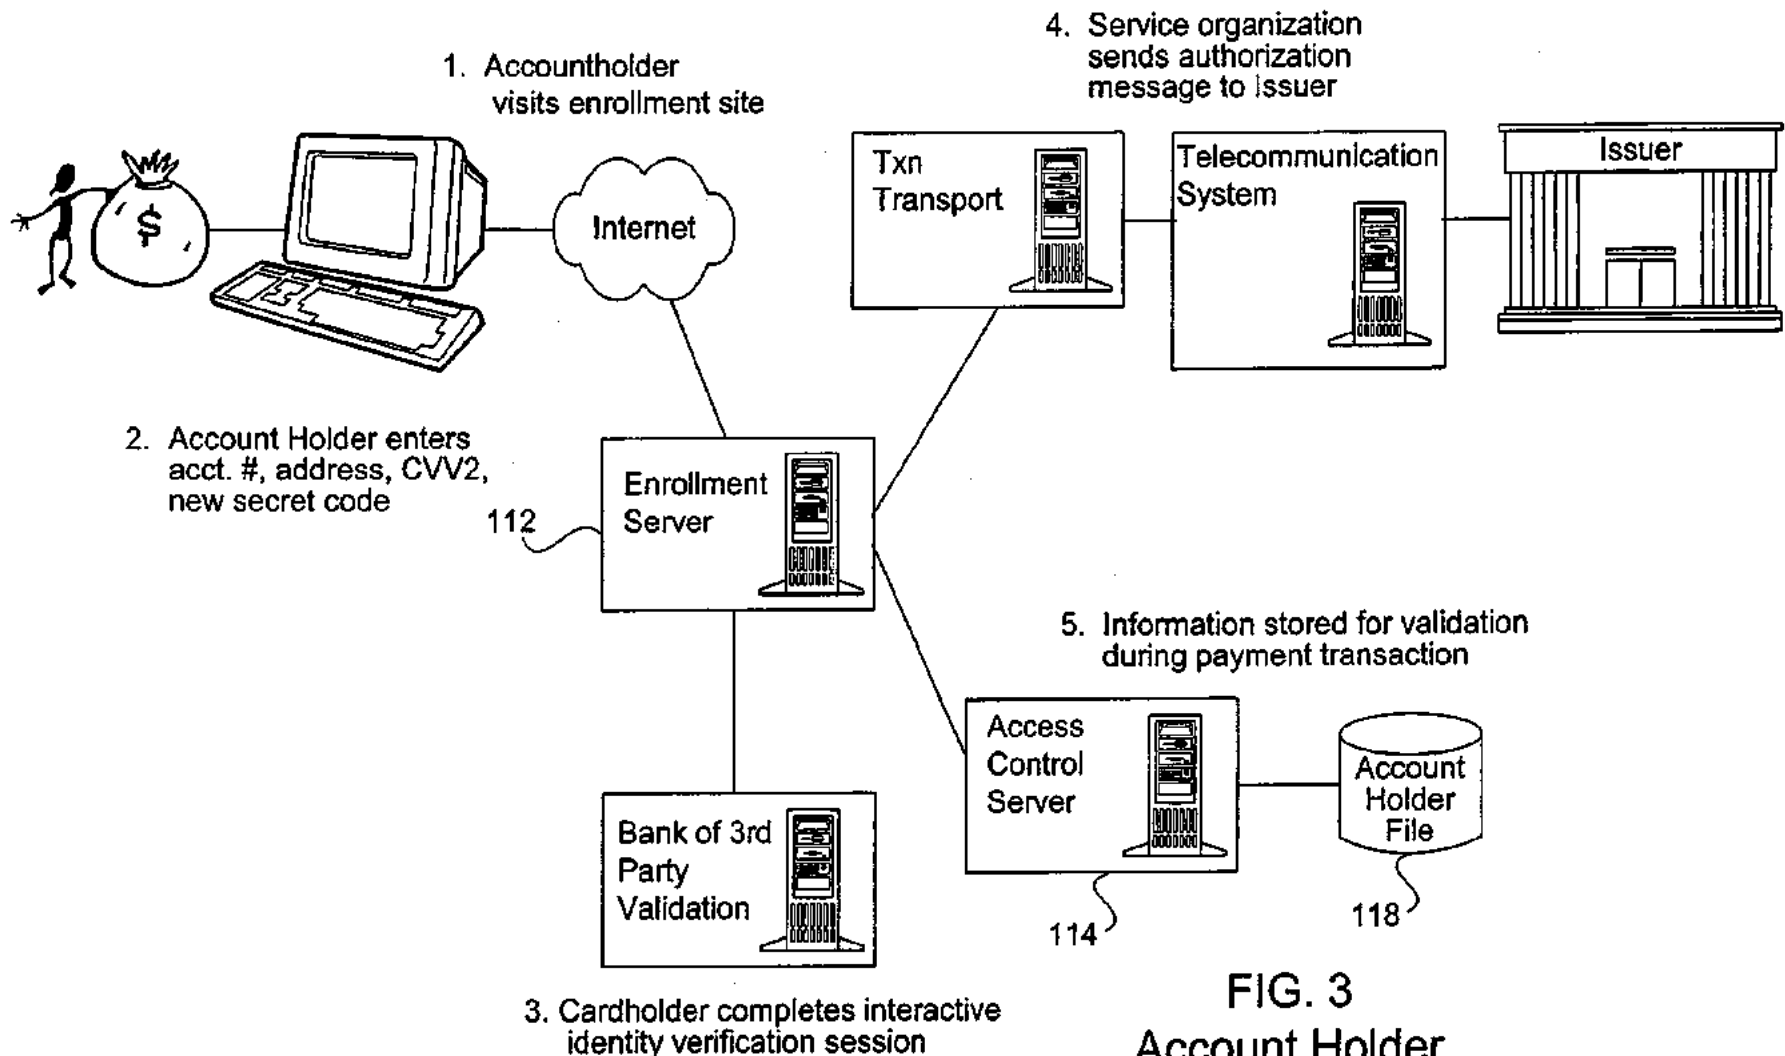 1. Accountholder
visits enrollment site
4. Service organization
sends authorization
message to Issuer
$
Internet
Txn
Transport
Telecommunication
System
Issuer
2. Account Holder enters
acct. #, address, CVV2,
new secret code
Enrollment
Server
112
5. Information stored for validation
during payment transaction
Access
Control
Server
Account
Holder
File
114
118
Bank of 3rd
Party
Validation
3. Cardholder completes interactive
identity verification session
FIG. 3
Account Holder